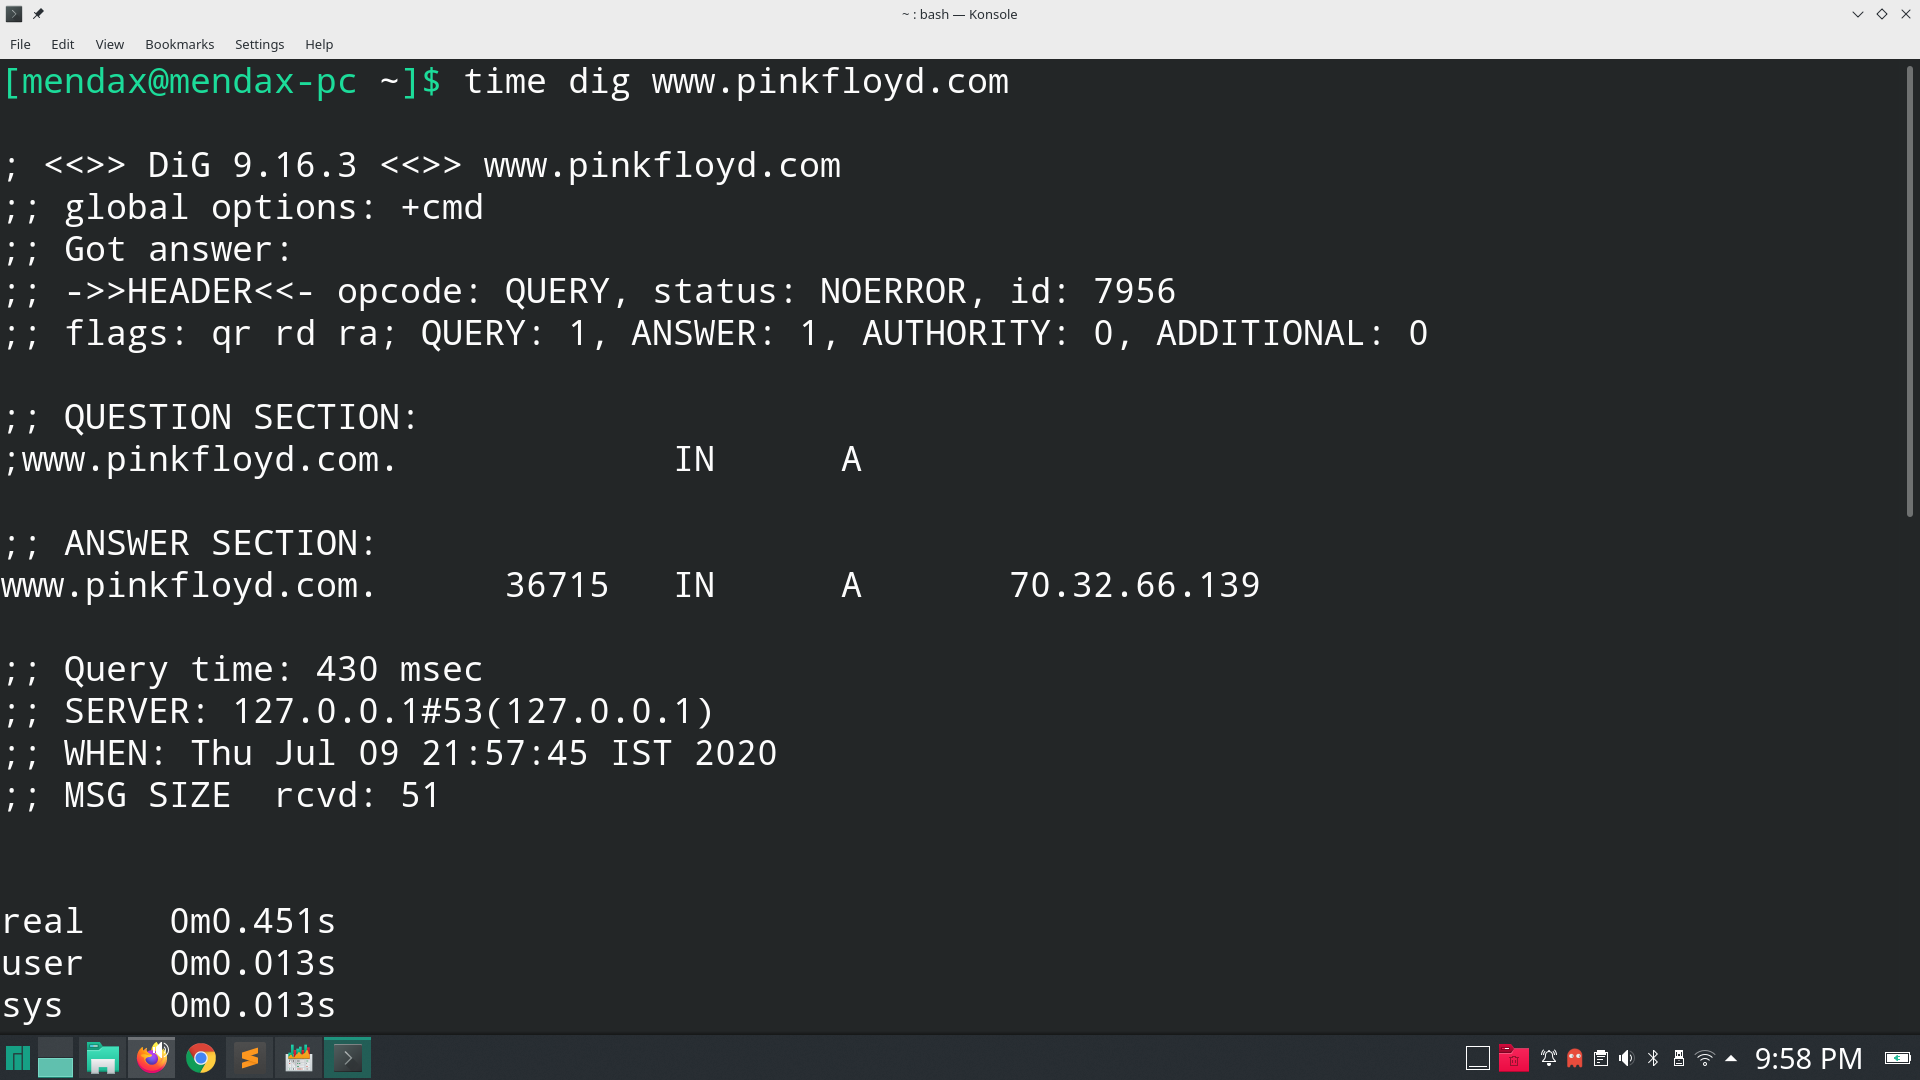 ~ : bash — Konsole
File Edit View Bookmarks Settings Help
[mendax@mendax-pc ~]$ time dig www.pinkfloyd.com
; <<>> DiG 9.16.3 <<>> www.pinkfloyd.com
;; global options: +cmd
;; Got answer:
;; ->>HEADER<<- opcode: QUERY, status: NOERROR, id: 7956
;; flags: qr rd ra; QUERY: 1, ANSWER: 1, AUTHORITY: 0, ADDITIONAL: 0
;; QUESTION SECTION:
;www.pinkfloyd.com. IN A
;; ANSWER SECTION:
www.pinkfloyd.com. 36715 IN A 70.32.66.139
;; Query time: 430 msec
;; SERVER: 127.0.0.1#53(127.0.0.1)
;; WHEN: Thu Jul 09 21:57:45 IST 2020
;; MSG SIZE  rcvd: 51
real 0m0.451s
user 0m0.013s
sys 0m0.013s
9:58 PM